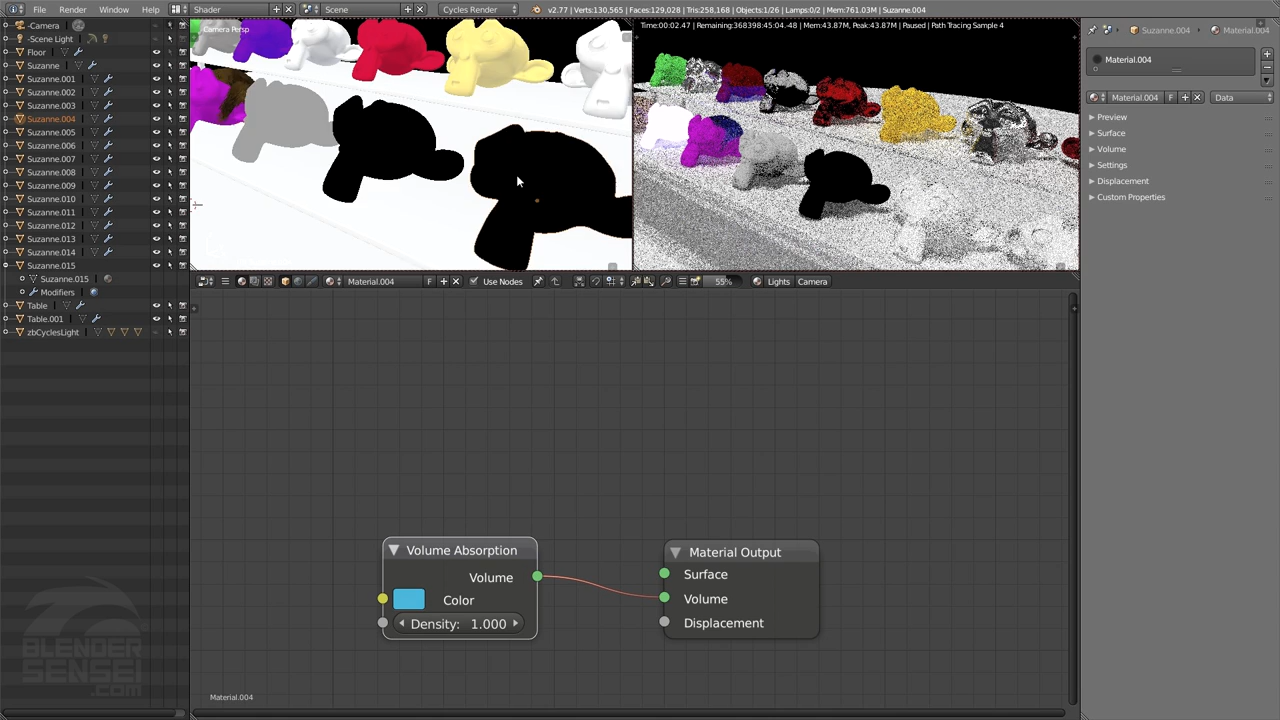 File
Window
Help
Shader
Scene
Cycles Render
v2.77 | Verts:130,565 | Faces:129,028 | Tris:258,168 | Objects:1/26 | Lamps:0/2 | Mem:761.03M | Suzanne.004
Camera
Suzanne.001
Suzanne.002
Suzanne.003
Suzanne.004
Suzanne.005
Suzanne.006
Suzanne.007
Suzanne.008
Suzanne.009
Suzanne.010
Suzanne.011
Suzanne.012
Suzanne.013
Suzanne.014
Suzanne.015
Suzanne.015
Modifiers
Table
Table.001
zbCyclesLight
Camera Persp
Time:00:02.47 | Remaining:368398:45:04.-48 | Mem:43.87M, Peak:43.87M | Paused | Path Tracing Sample 4
Material.004
F
Use Nodes
55%
Lights
Camera
Volume Absorption
Volume
Color
Density: 1.000
Material Output
Surface
Volume
Displacement
Material.004
BLENDER
SENSEI
.COM
Suzanne.004
Material.004
Material.004
Material.004
F
Data
Preview
Surface
Volume
Settings
Displacement
Custom Properties